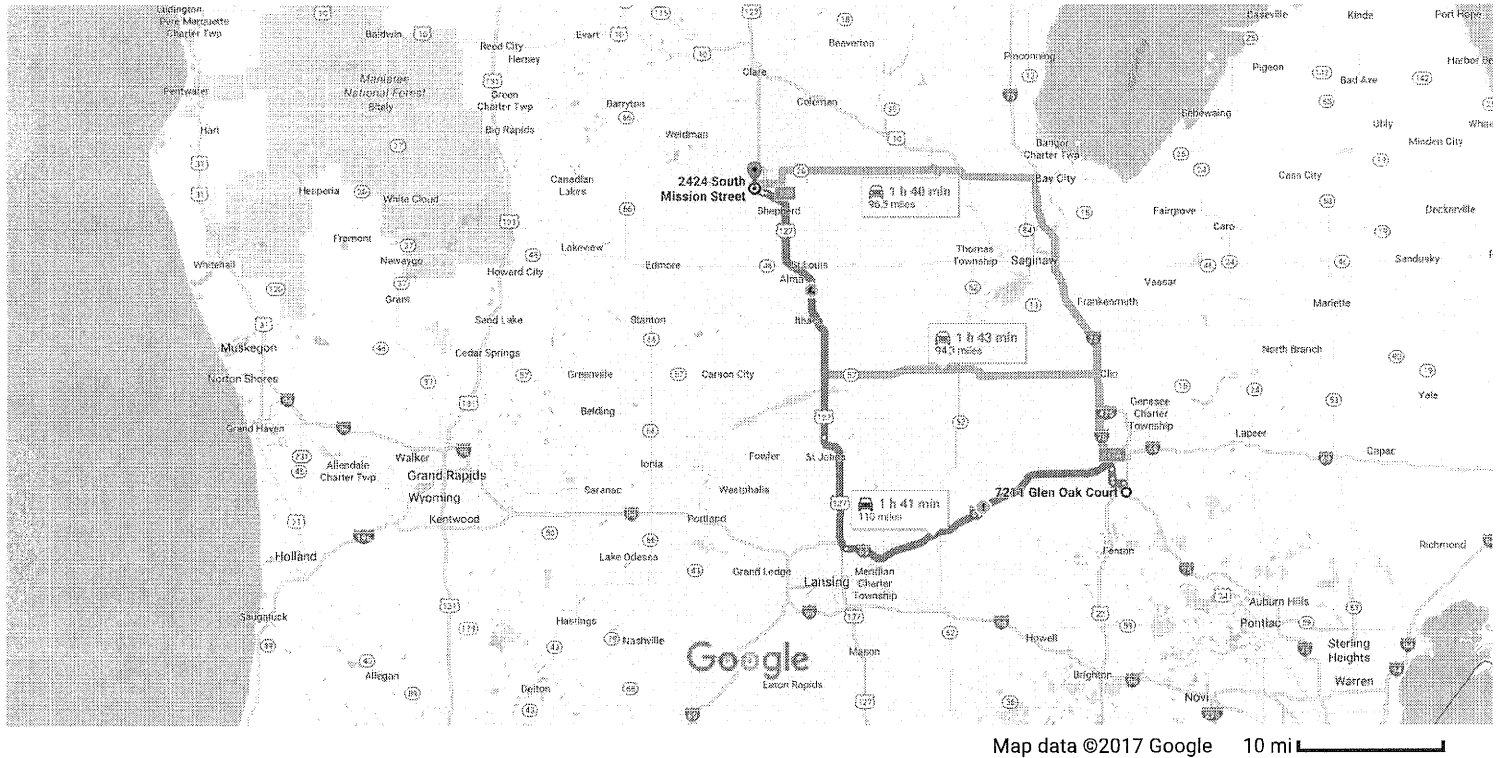 Ludington
Pere Marquette
Charter Twp
Baldwin
Reed City
Hersey
Evart
Beaverton
Caseville
Kinde
Port Hope
Clare
Pinconning
Pigeon
Bad Axe
Harbor Be
Pentwater
Manistee
National Forest
Bitely
Green
Charter Twp
Barryton
Coleman
Sebewaing
Hart
Big Rapids
Weidman
Ubly
Minden City
Bangor
Charter Twp
Hesperia
White Cloud
Canadian
Lakes
2424 South
Mission Street
1 h 40 min
96.5 miles
Bay City
Cass City
Shepherd
Fairgrove
Deckerville
Fremont
Caro
Whitehall
Newaygo
Howard City
Lakeview
Edmore
St Louis
Alma
Thomas
Township
Saginaw
Sandusky
Grant
Vassar
Frankenmuth
Marlette
Sand Lake
Stanton
Ithaca
Muskegon
Cedar Springs
1 h 43 min
94.3 miles
North Branch
Norton Shores
Greenville
Carson City
Clio
Belding
Genesee
Charter
Township
Yale
Grand Haven
Walker
Ionia
Fowler
St Johns
Lapeer
Capac
Allendale
Charter Twp
Grand Rapids
Wyoming
Saranac
Westphalia
7211 Glen Oak Court
1 h 41 min
110 miles
Kentwood
Portland
Holland
Lake Odessa
Grand Ledge
Lansing
Meridian
Charter
Township
Fenton
Richmond
Auburn Hills
Pontiac
Saugatuck
Hastings
Nashville
Howell
Sterling
Heights
Warren
Google
Mason
Allegan
Delton
Eaton Rapids
Brighton
Novi
Map data ©2017 Google 10 mi